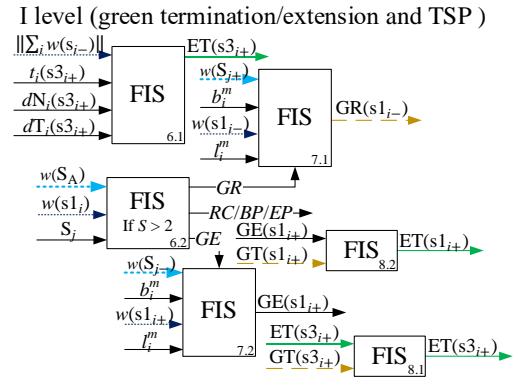 I level (green termination/extension and TSP )
||∑ᵢ w(sᵢ₋)||
tᵢ(s3ᵢ₊)
dNᵢ(s3ᵢ₊)
dTᵢ(s3ᵢ₊)
FIS
6.1
ET(s3ᵢ₊)
w(Sⱼ₊)
bᵢᵐ
w(s1ᵢ₋)
lᵢᵐ
FIS
7.1
GR(s1ᵢ₋)
w(S_A)
w(s1ᵢ)
Sⱼ
FIS
If S > 2
6.2
GR
RC/BP/EP
GE
w(Sⱼ₋)
bᵢᵐ
w(s1ᵢ₊)
lᵢᵐ
FIS
7.2
GE(s1ᵢ₊)
GE(s1ᵢ₊)
GT(s1ᵢ₊)
FIS
8.2
ET(s1ᵢ₊)
ET(s3ᵢ₊)
GT(s3ᵢ₊)
FIS
8.1
ET(s3ᵢ₊)